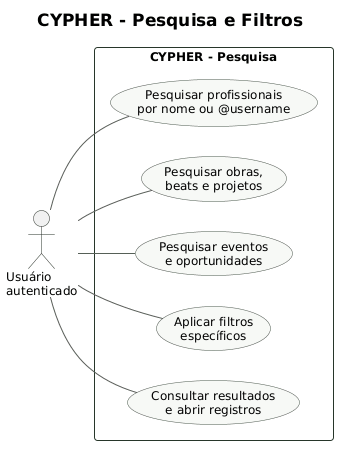 CYPHER - Pesquisa e Filtros
CYPHER - Pesquisa
Pesquisar profissionais
por nome ou @username
Pesquisar obras,
beats e projetos
Pesquisar eventos
e oportunidades
Usuário
autenticado
Aplicar filtros
específicos
Consultar resultados
e abrir registros